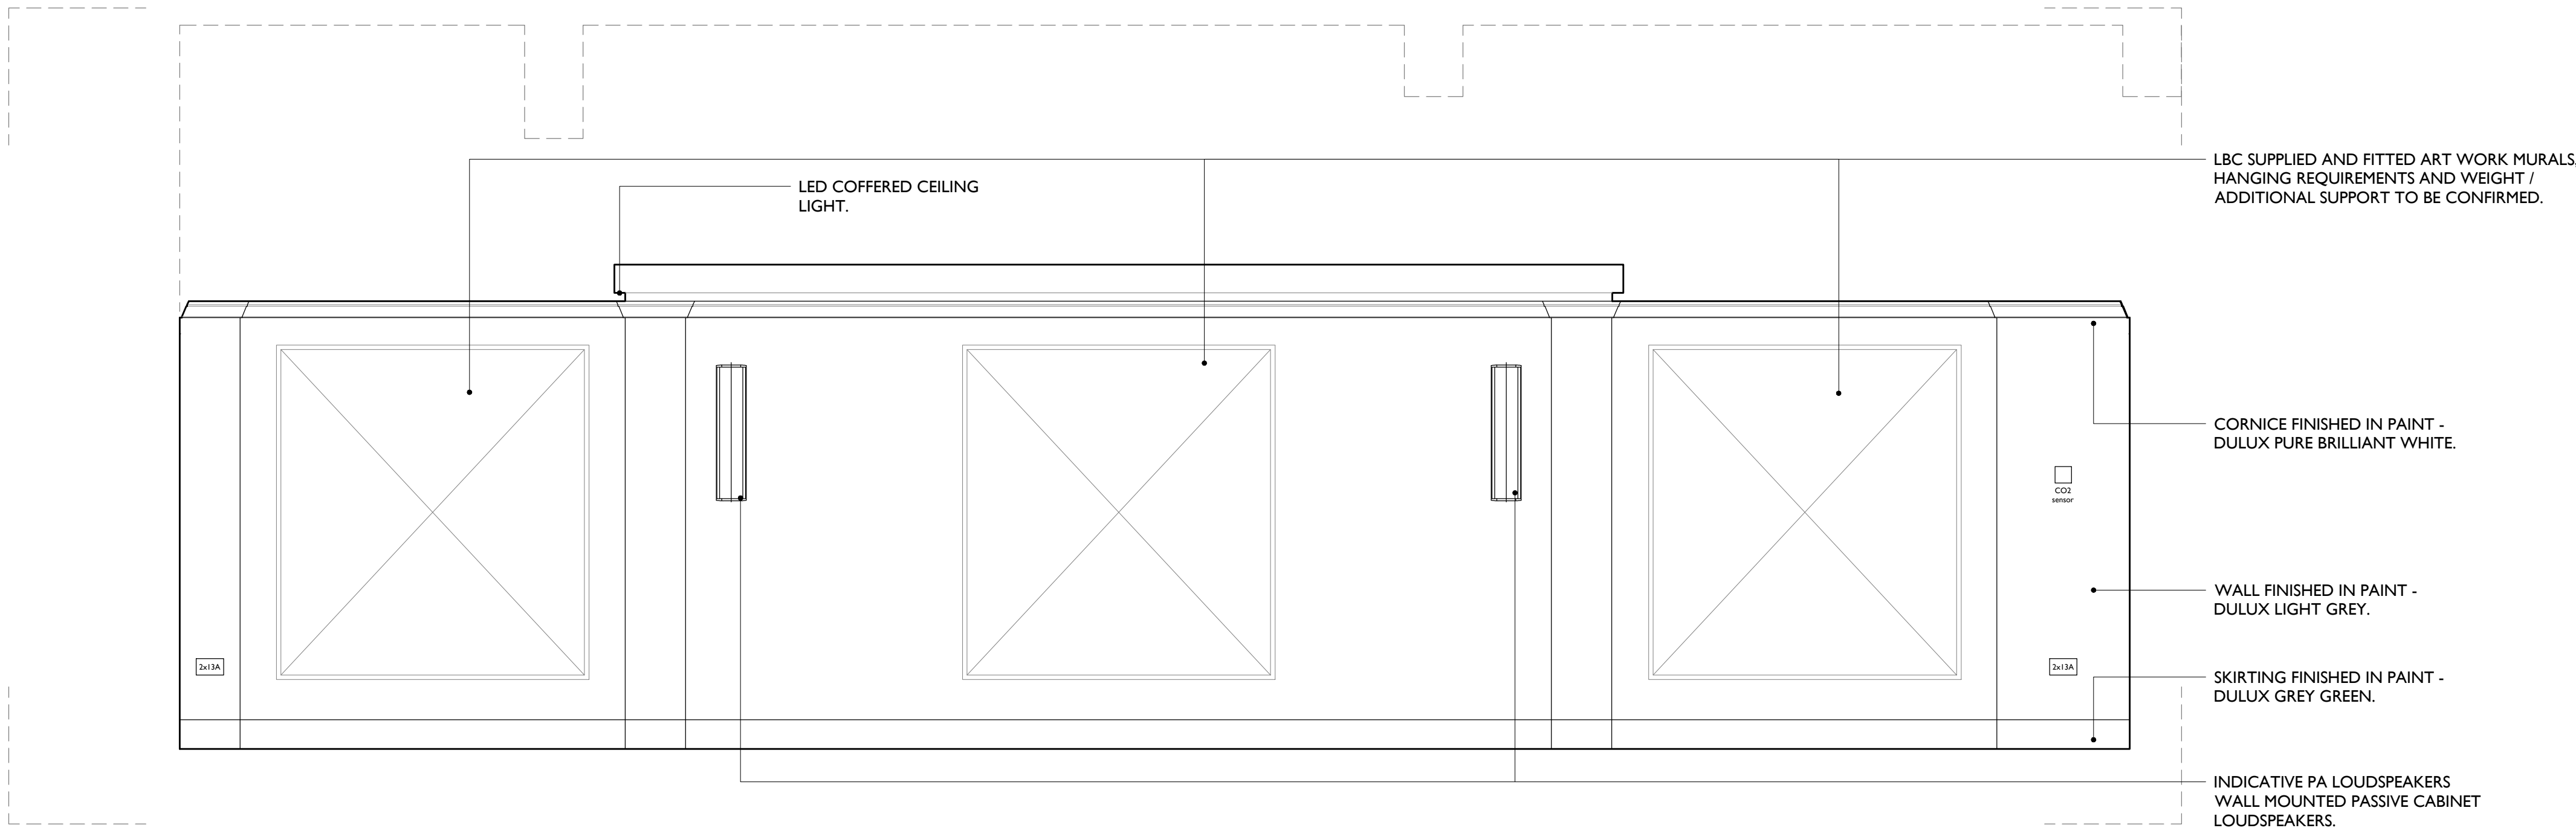 LBC SUPPLIED AND FITTED ART WORK MURALS.
HANGING REQUIREMENTS AND WEIGHT /
ADDITIONAL SUPPORT TO BE CONFIRMED.
LED COFFERED CEILING
LIGHT.
CORNICE FINISHED IN PAINT -
DULUX PURE BRILLIANT WHITE.
CO2
sensor
WALL FINISHED IN PAINT -
DULUX LIGHT GREY.
2x13A
2x13A
SKIRTING FINISHED IN PAINT -
DULUX GREY GREEN.
INDICATIVE PA LOUDSPEAKERS
WALL MOUNTED PASSIVE CABINET
LOUDSPEAKERS.